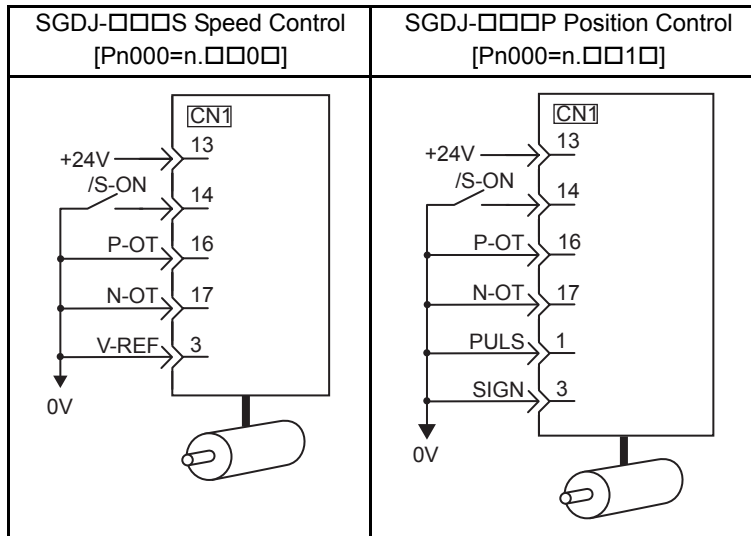 SGDJ-□□□S Speed Control
[Pn000=n.□□0□]
CN1
13
+24V
/S-ON
14
P-OT
16
N-OT
17
V-REF
3
0V
SGDJ-□□□P Position Control
[Pn000=n.□□1□]
CN1
13
+24V
/S-ON
14
P-OT
16
N-OT
17
PULS
1
SIGN
3
0V